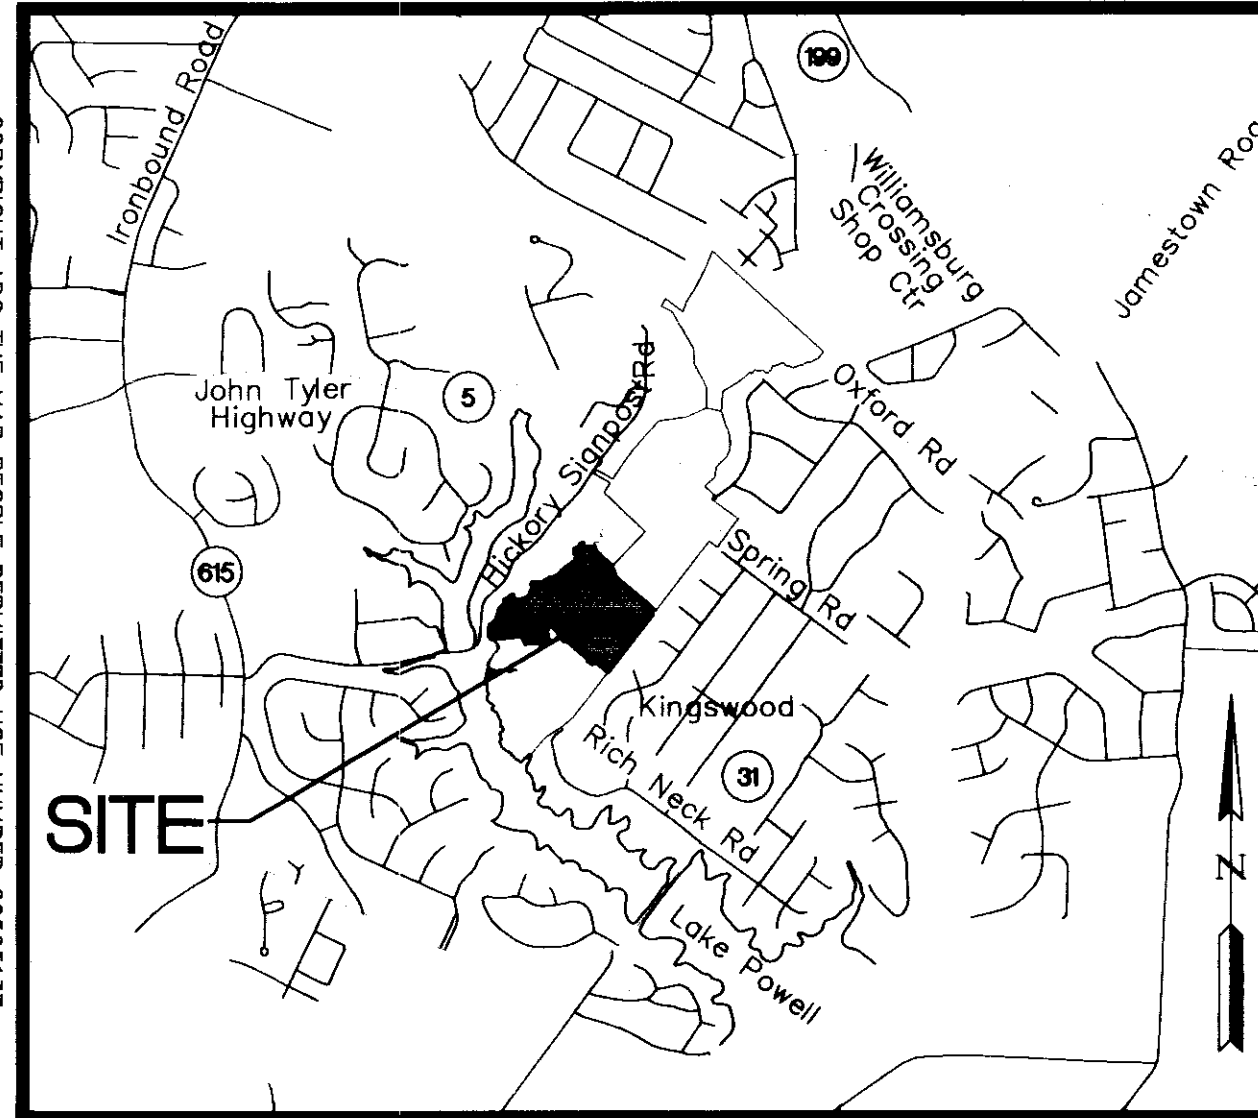 199
Ironbound Road
Williamsburg
Crossing
Shop Ctr
Jamestown
John Tyler
Highway
5
Hickory Signpost Rd
Oxford Rd
615
Spring Rd
Kingswood
Rich Neck Rd
31
SITE
N
Lake Powell